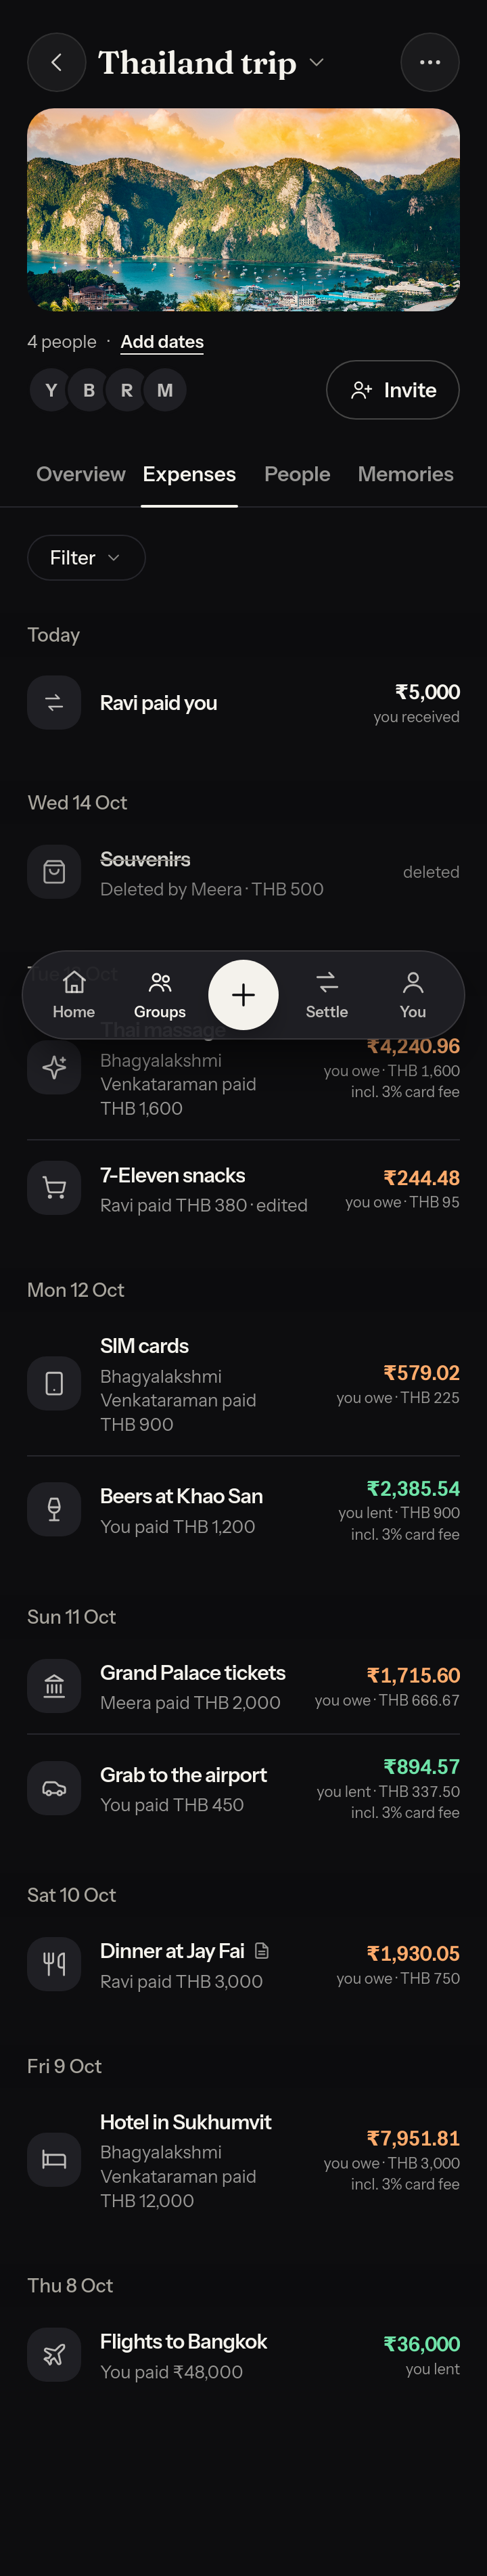 Thailand trip
4 people · Add dates
Y B R M
Invite
Overview Expenses People Memories
Filter
Today
Ravi paid you
₹5,000
you received
Wed 14 Oct
Souvenirs
Deleted by Meera · THB 500
deleted
Home
Groups
Settle
You
Thai massage
Bhagyalakshmi
Venkataraman paid
THB 1,600
₹4,240.96
you owe · THB 1,600
incl. 3% card fee
7-Eleven snacks
Ravi paid THB 380 · edited
₹244.48
you owe · THB 95
Mon 12 Oct
SIM cards
Bhagyalakshmi
Venkataraman paid
THB 900
₹579.02
you owe · THB 225
Beers at Khao San
You paid THB 1,200
₹2,385.54
you lent · THB 900
incl. 3% card fee
Sun 11 Oct
Grand Palace tickets
Meera paid THB 2,000
₹1,715.60
you owe · THB 666.67
Grab to the airport
You paid THB 450
₹894.57
you lent · THB 337.50
incl. 3% card fee
Sat 10 Oct
Dinner at Jay Fai
Ravi paid THB 3,000
₹1,930.05
you owe · THB 750
Fri 9 Oct
Hotel in Sukhumvit
Bhagyalakshmi
Venkataraman paid
THB 12,000
₹7,951.81
you owe · THB 3,000
incl. 3% card fee
Thu 8 Oct
Flights to Bangkok
You paid ₹48,000
₹36,000
you lent